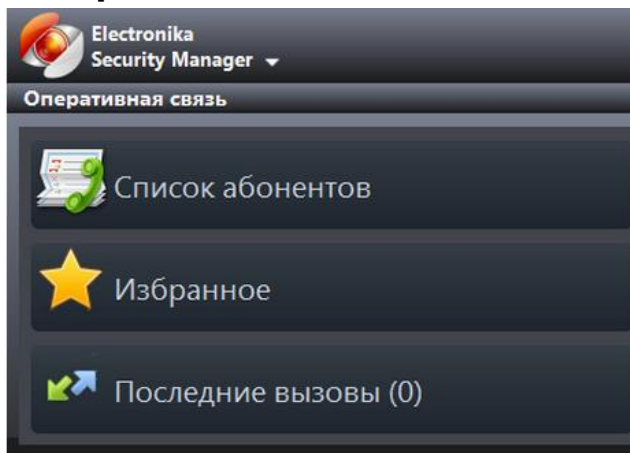 Electronika
Security Manager
Оперативная связь
Список абонентов
Избранное
Последние вызовы (0)